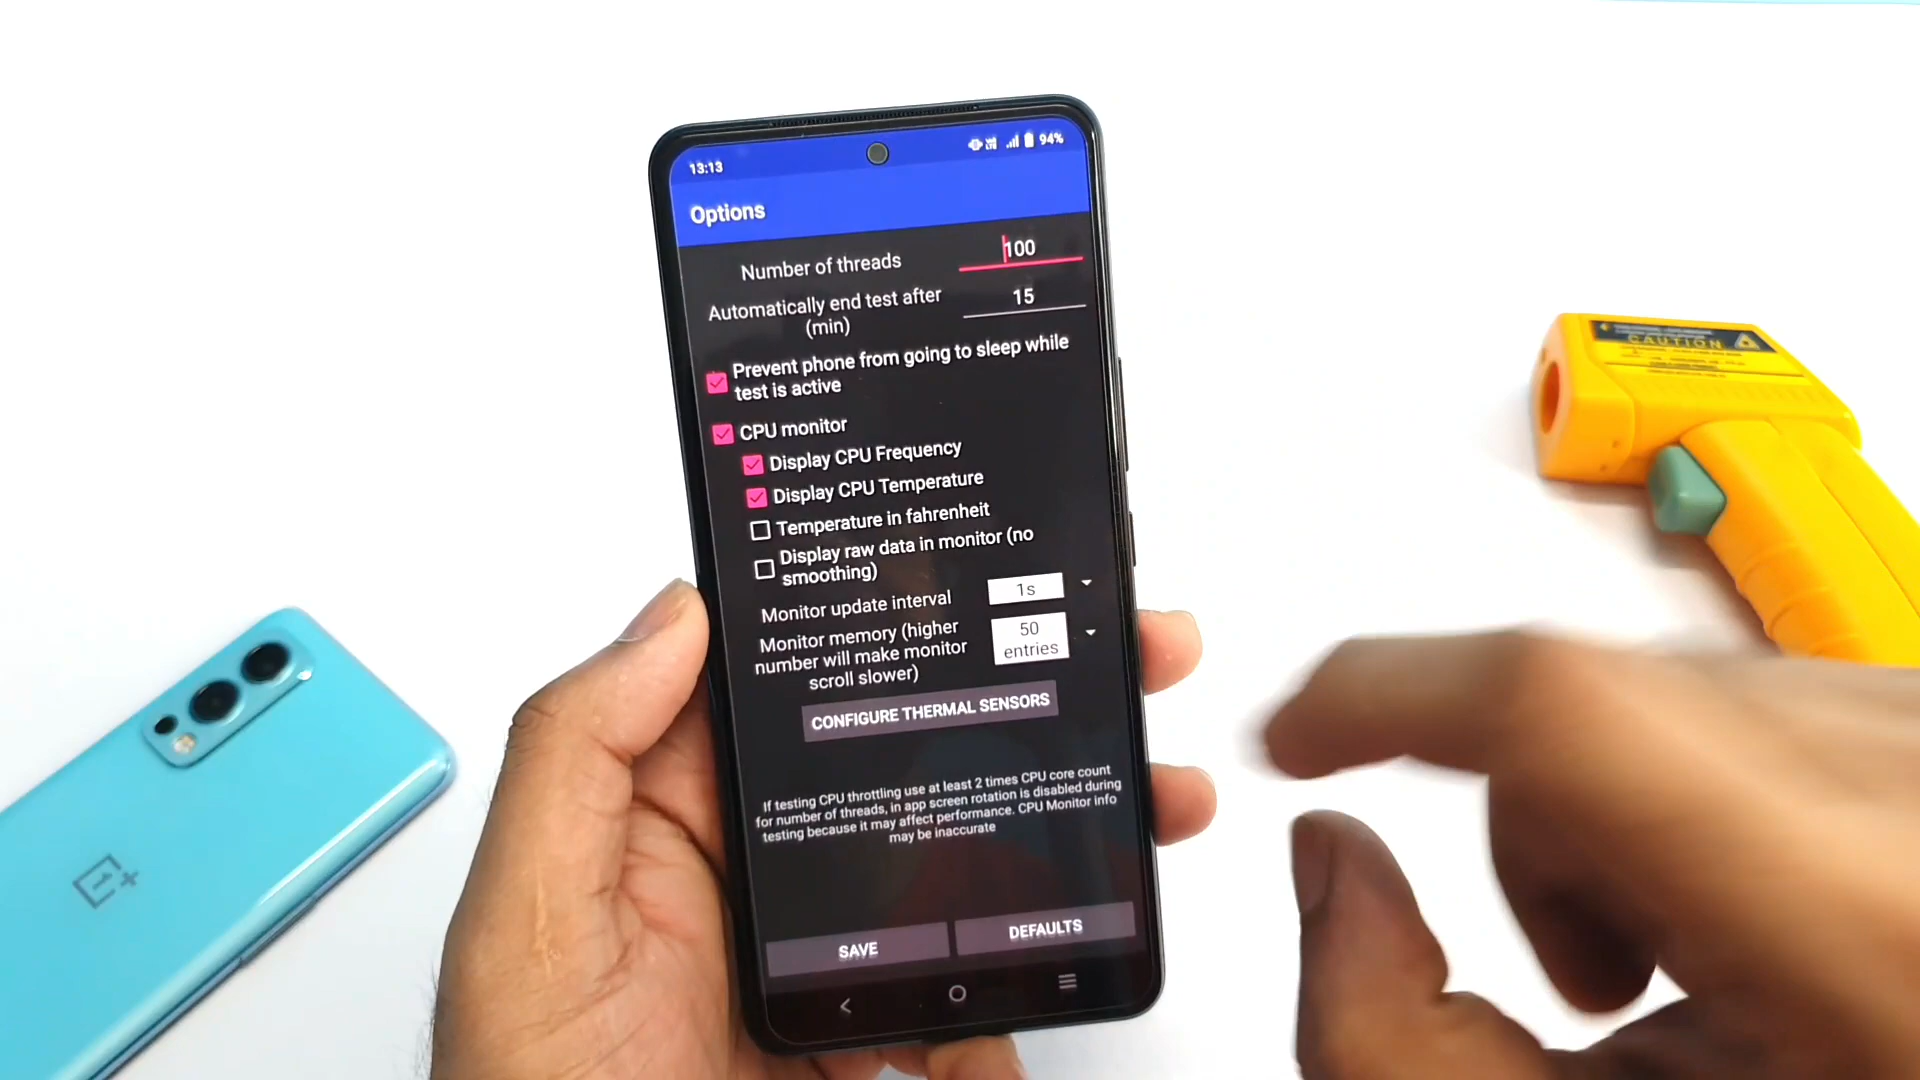 13:13
94%
Options
Number of threads
100
Automatically end test after
(min)
15
Prevent phone from going to sleep while
test is active
CPU monitor
Display CPU Frequency
Display CPU Temperature
Temperature in fahrenheit
Display raw data in monitor (no
smoothing)
Monitor update interval
1s
Monitor memory (higher
number will make monitor
scroll slower)
50
entries
CONFIGURE THERMAL SENSORS
If testing CPU throttling use at least 2 times CPU core count
for number of threads, in app screen rotation is disabled during
testing because it may affect performance. CPU Monitor info
may be inaccurate
SAVE
DEFAULTS
CAUTION